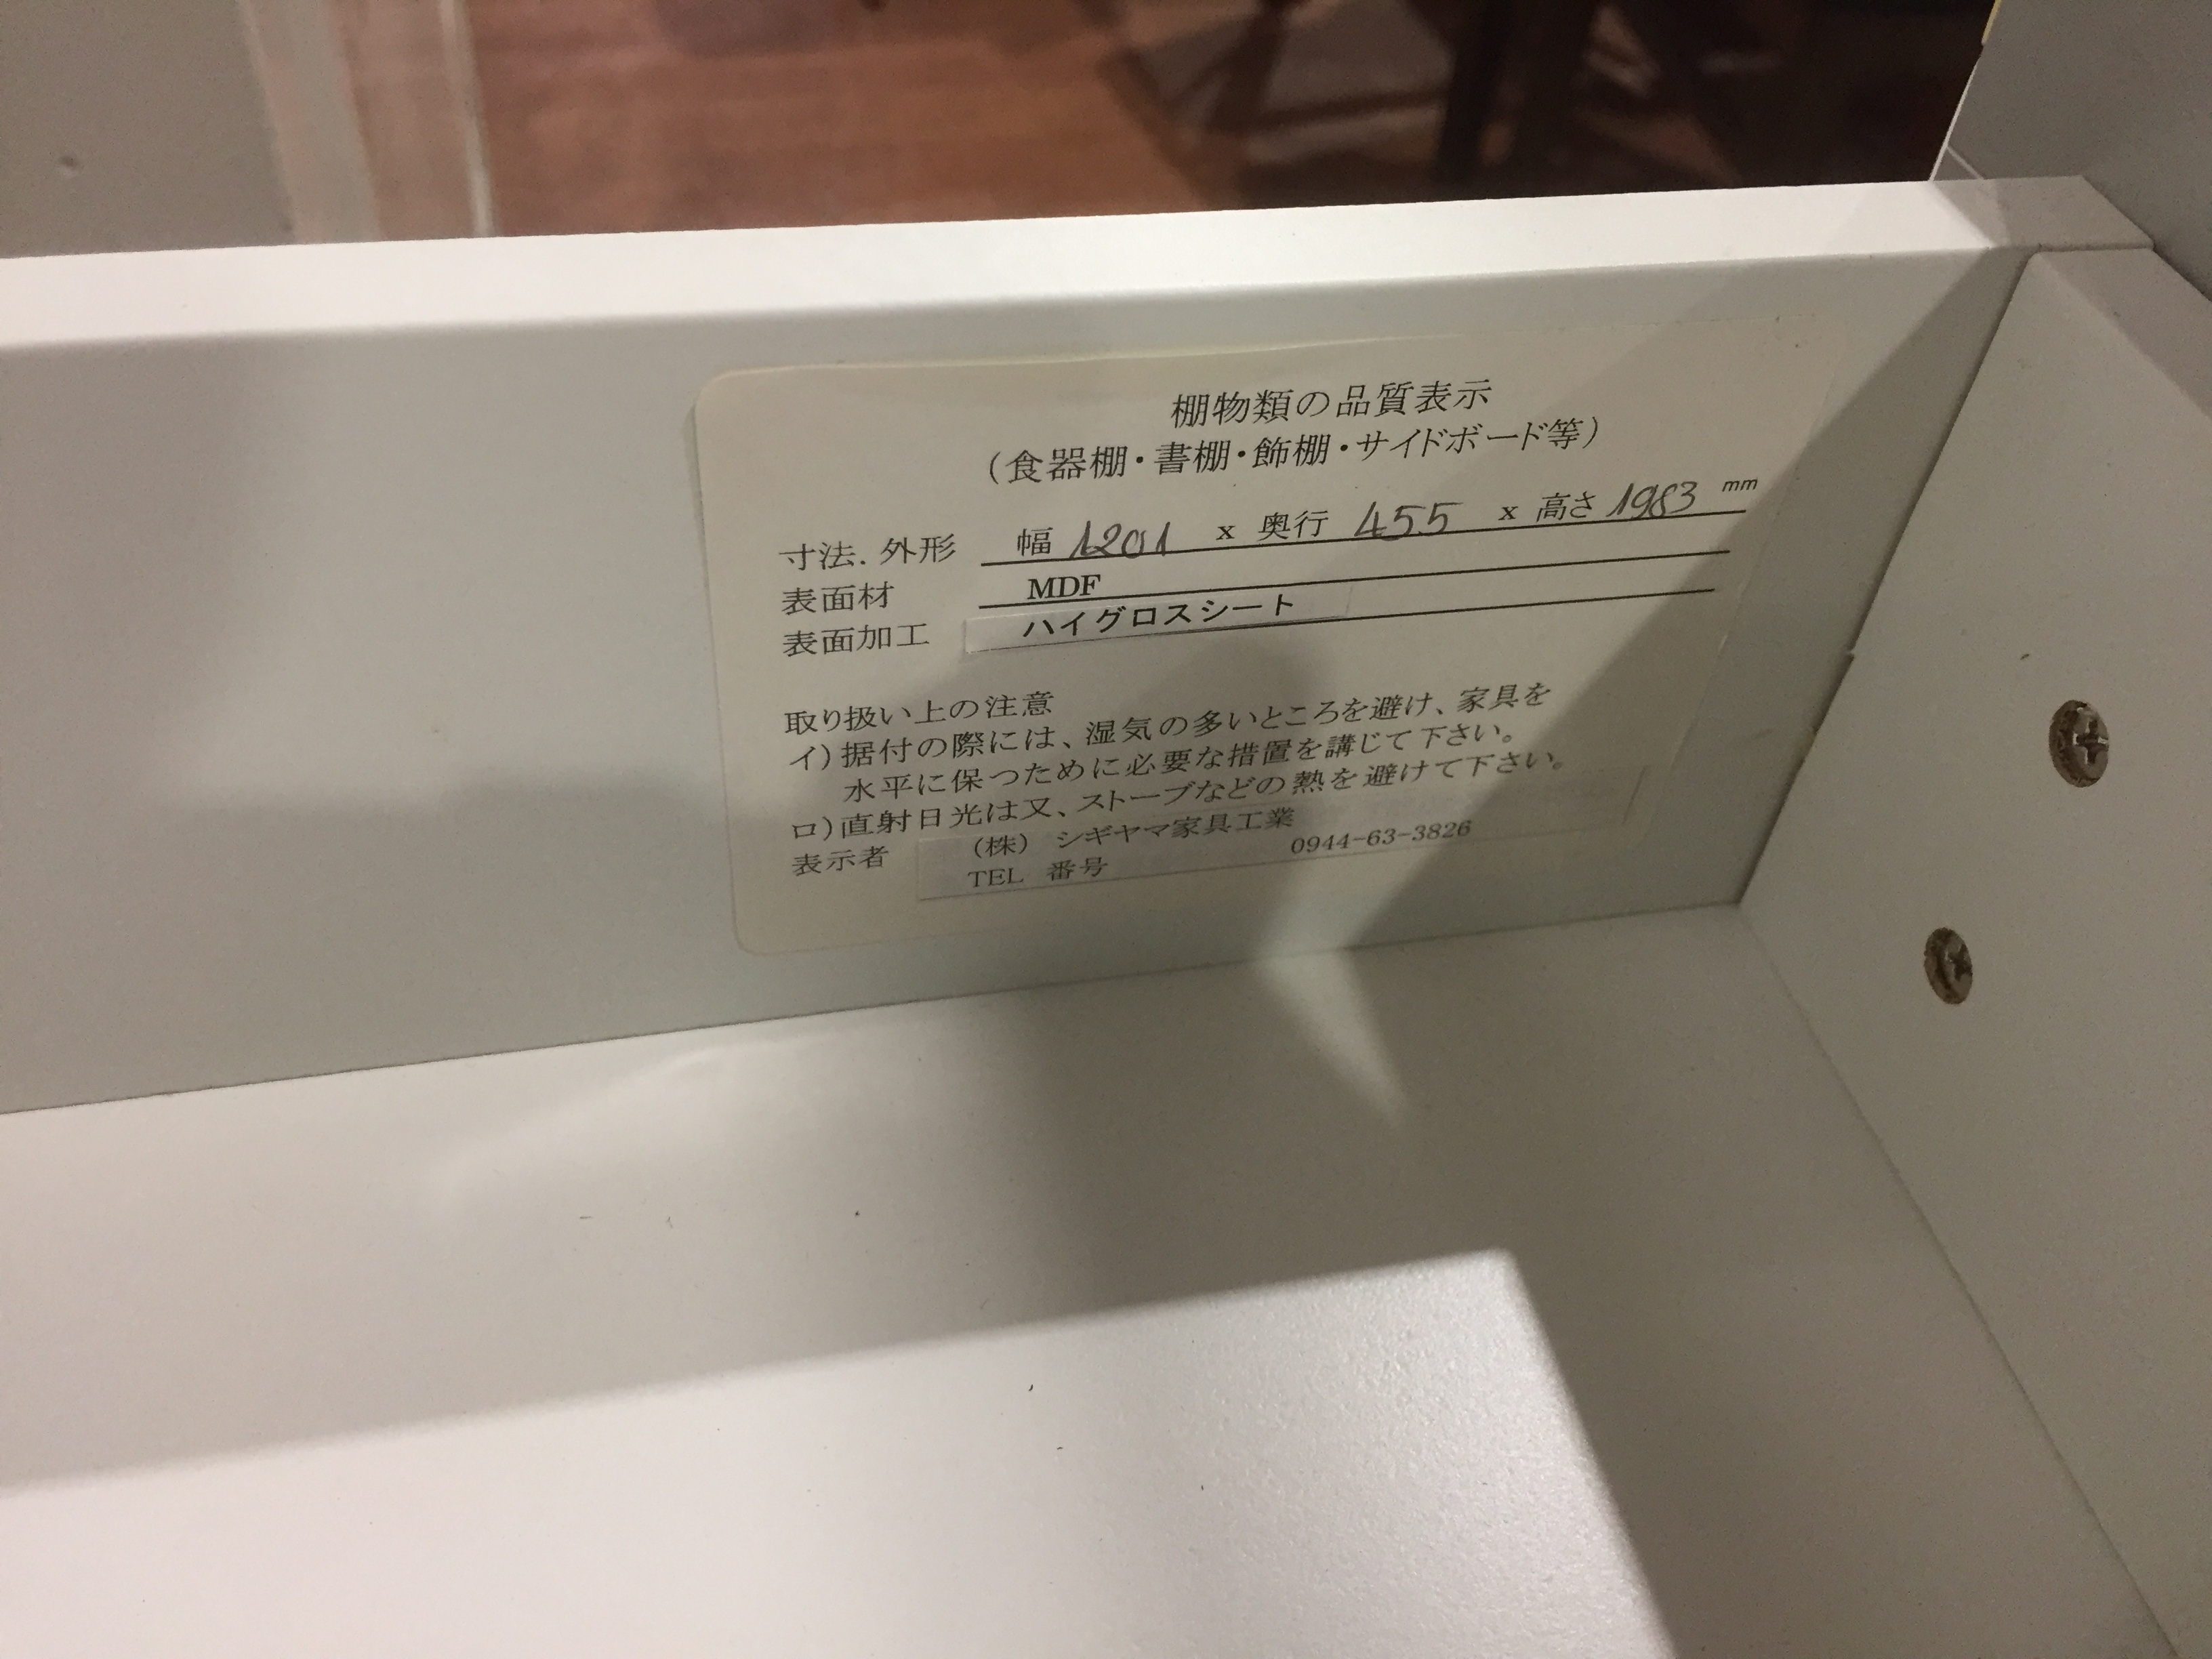 棚物類の品質表示
（食器棚・書棚・飾棚・サイドボード等）
寸法．外形 幅 1201 x 奥行 455 x 高さ 1983 mm
表面材 MDF
表面加工 ハイグロスシート
取り扱い上の注意
イ）据付の際には、湿気の多いところを避け、家具を
水平に保つために必要な措置を講じて下さい。
ロ）直射日光は又、ストーブなどの熱を避けて下さい。
表示者 （株） シギヤマ家具工業
TEL 番号 0944-63-3826